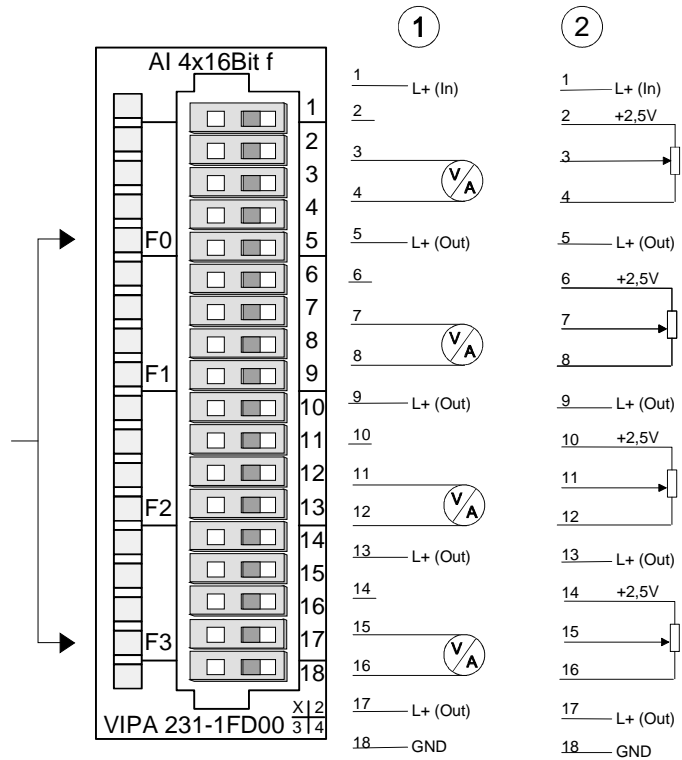 AI 4x16Bit f
1
2
3
4
F0 5
6
7
8
F1 9
10
11
12
F2 13
14
15
16
F3 17
18
VIPA 231-1FD00
X 2
3 4
1
1 L+ (In)
2
3
V/A
4
5 L+ (Out)
6
7
V/A
8
9 L+ (Out)
10
11
V/A
12
13 L+ (Out)
14
15
V/A
16
17 L+ (Out)
18 GND
2
1 L+ (In)
2 +2,5V
3
4
5 L+ (Out)
6 +2,5V
7
8
9 L+ (Out)
10 +2,5V
11
12
13 L+ (Out)
14 +2,5V
15
16
17 L+ (Out)
18 GND